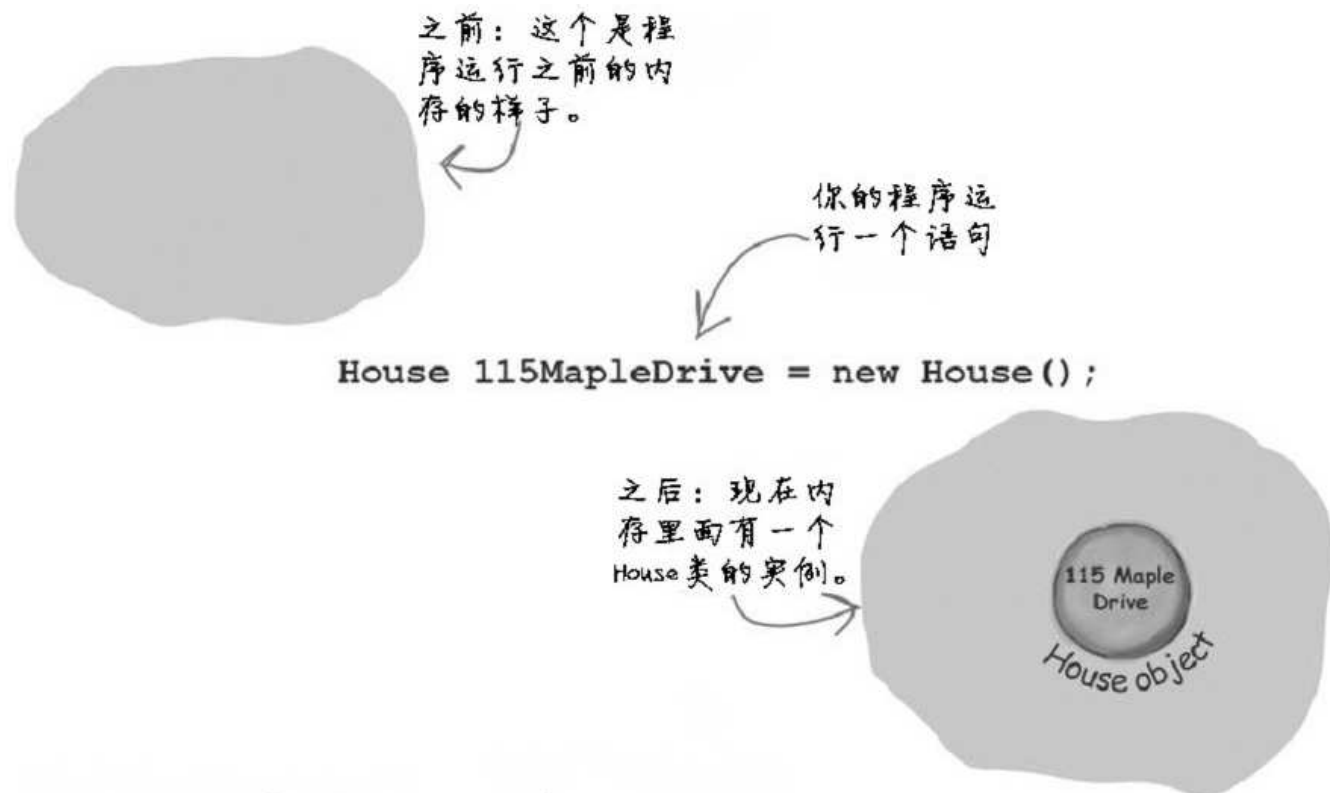 之前：这个是程
序运行之前的内
存的样子。
你的程序运
行一个语句
House 115MapleDrive = new House();
之后：现在内
存里面有一个
House类的实例。
115 Maple
Drive
House object